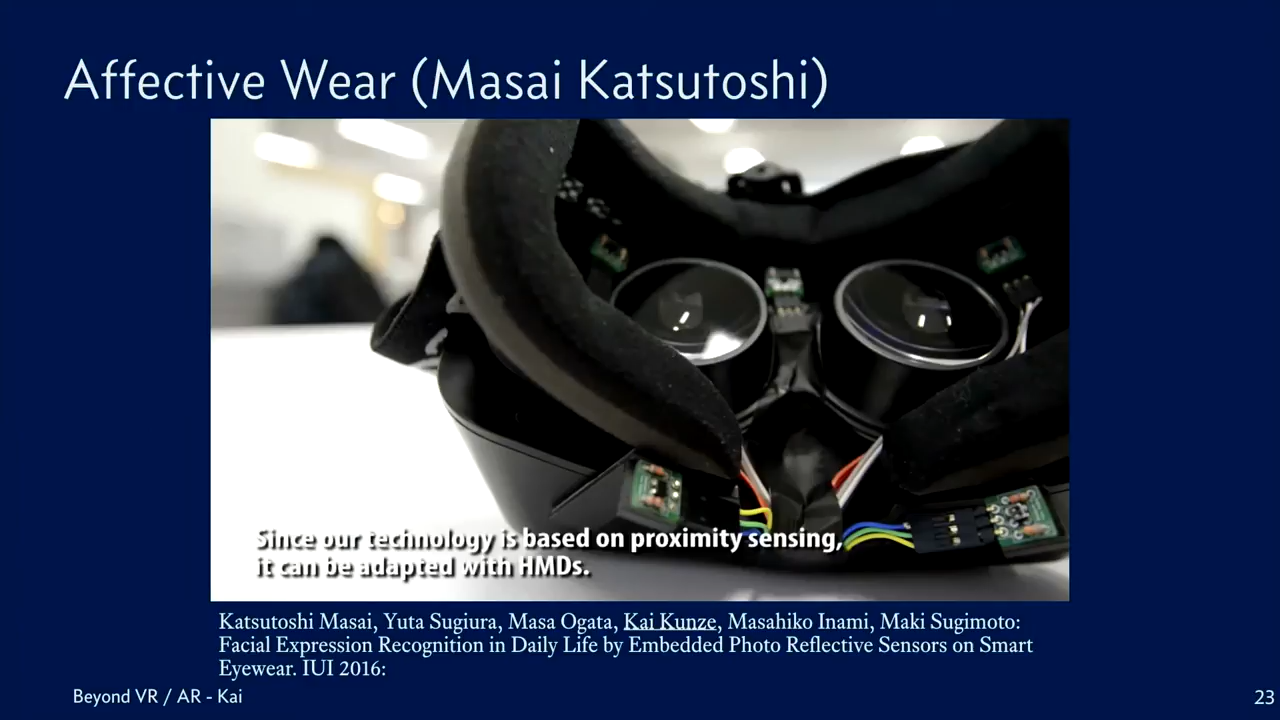 Affective Wear (Masai Katsutoshi)
Since our technology is based on proximity sensing,
it can be adapted with HMDs.
Katsutoshi Masai, Yuta Sugiura, Masa Ogata, Kai Kunze, Masahiko Inami, Maki Sugimoto:
Facial Expression Recognition in Daily Life by Embedded Photo Reflective Sensors on Smart
Eyewear. IUI 2016:
Beyond VR / AR - Kai
23